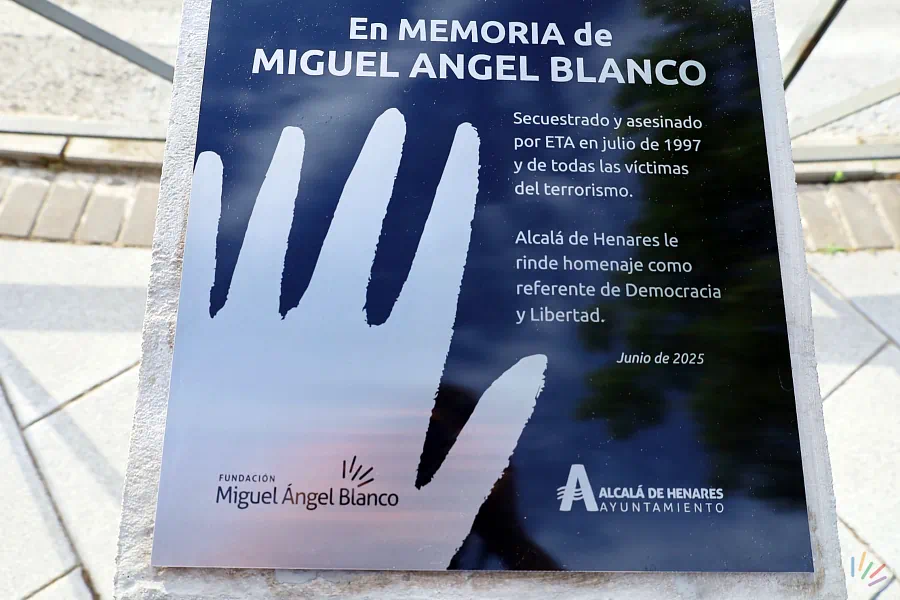 En MEMORIA de
MIGUEL ANGEL BLANCO
Secuestrado y asesinado
por ETA en julio de 1997
y de todas las víctimas
del terrorismo.
Alcalá de Henares le
rinde homenaje como
referente de Democracia
y Libertad.
Junio de 2025
FUNDACIÓN
Miguel Ángel Blanco
ALCALÁ DE HENARES
AYUNTAMIENTO